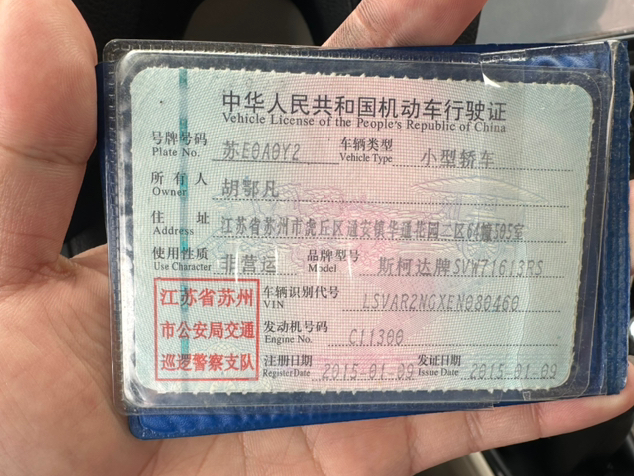 中华人民共和国机动车行驶证
Vehicle License of the People's Republic of China
号牌号码 苏E0A0Y2 车辆类型 小型轿车
Plate No. Vehicle Type
所有人 胡鄂凡
Owner
住址 江苏省苏州市虎丘区通安镇华通花园二区64幢305室
Address
使用性质 非营运 品牌型号 斯柯达牌SVW71613RS
Use Character Model
江苏省苏州 车辆识别代号 LSVAR2NGXEN030460
VIN
市公安局交通 发动机号码 C11300
Engine No.
巡逻警察支队 注册日期 2015-01-09 发证日期 2015-01-09
Register Date Issue Date